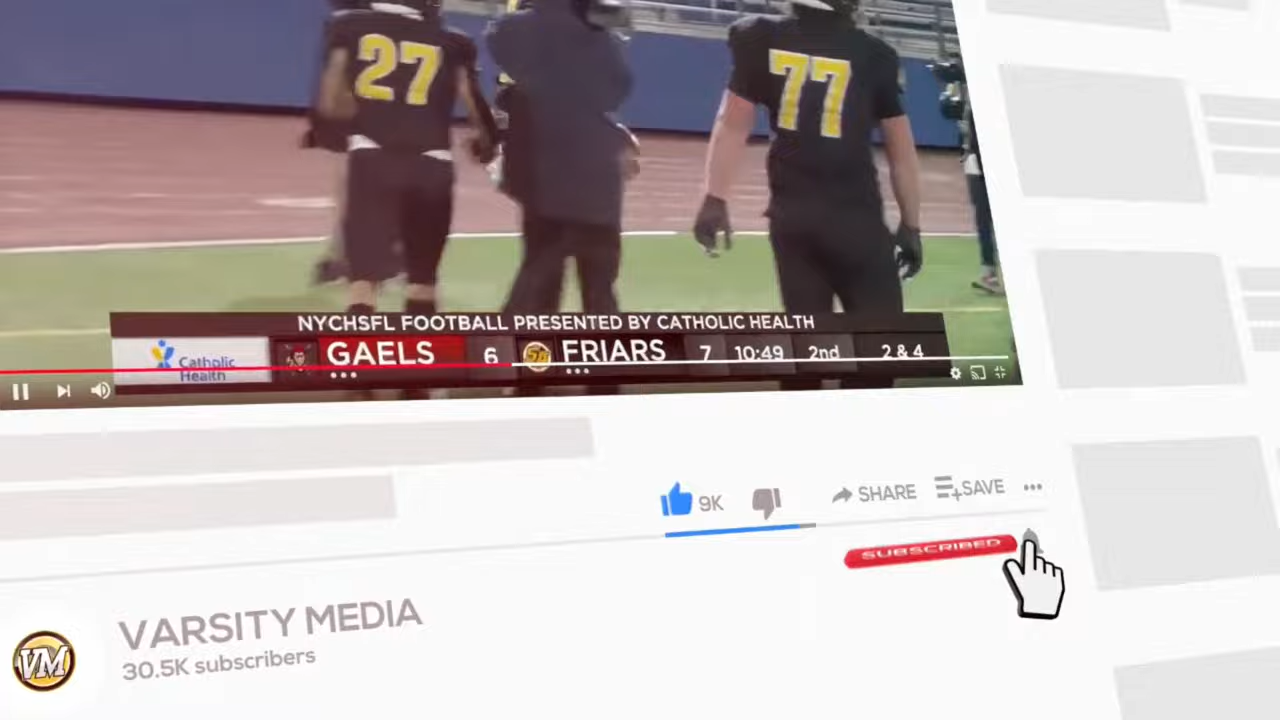 27
77
NYCHSFL FOOTBALL PRESENTED BY CATHOLIC HEALTH
Catholic Health
GAELS 6 FRIARS 7 10:49 2nd 2 & 4
9K SHARE SAVE
SUBSCRIBED
VARSITY MEDIA
30.5K subscribers
VM